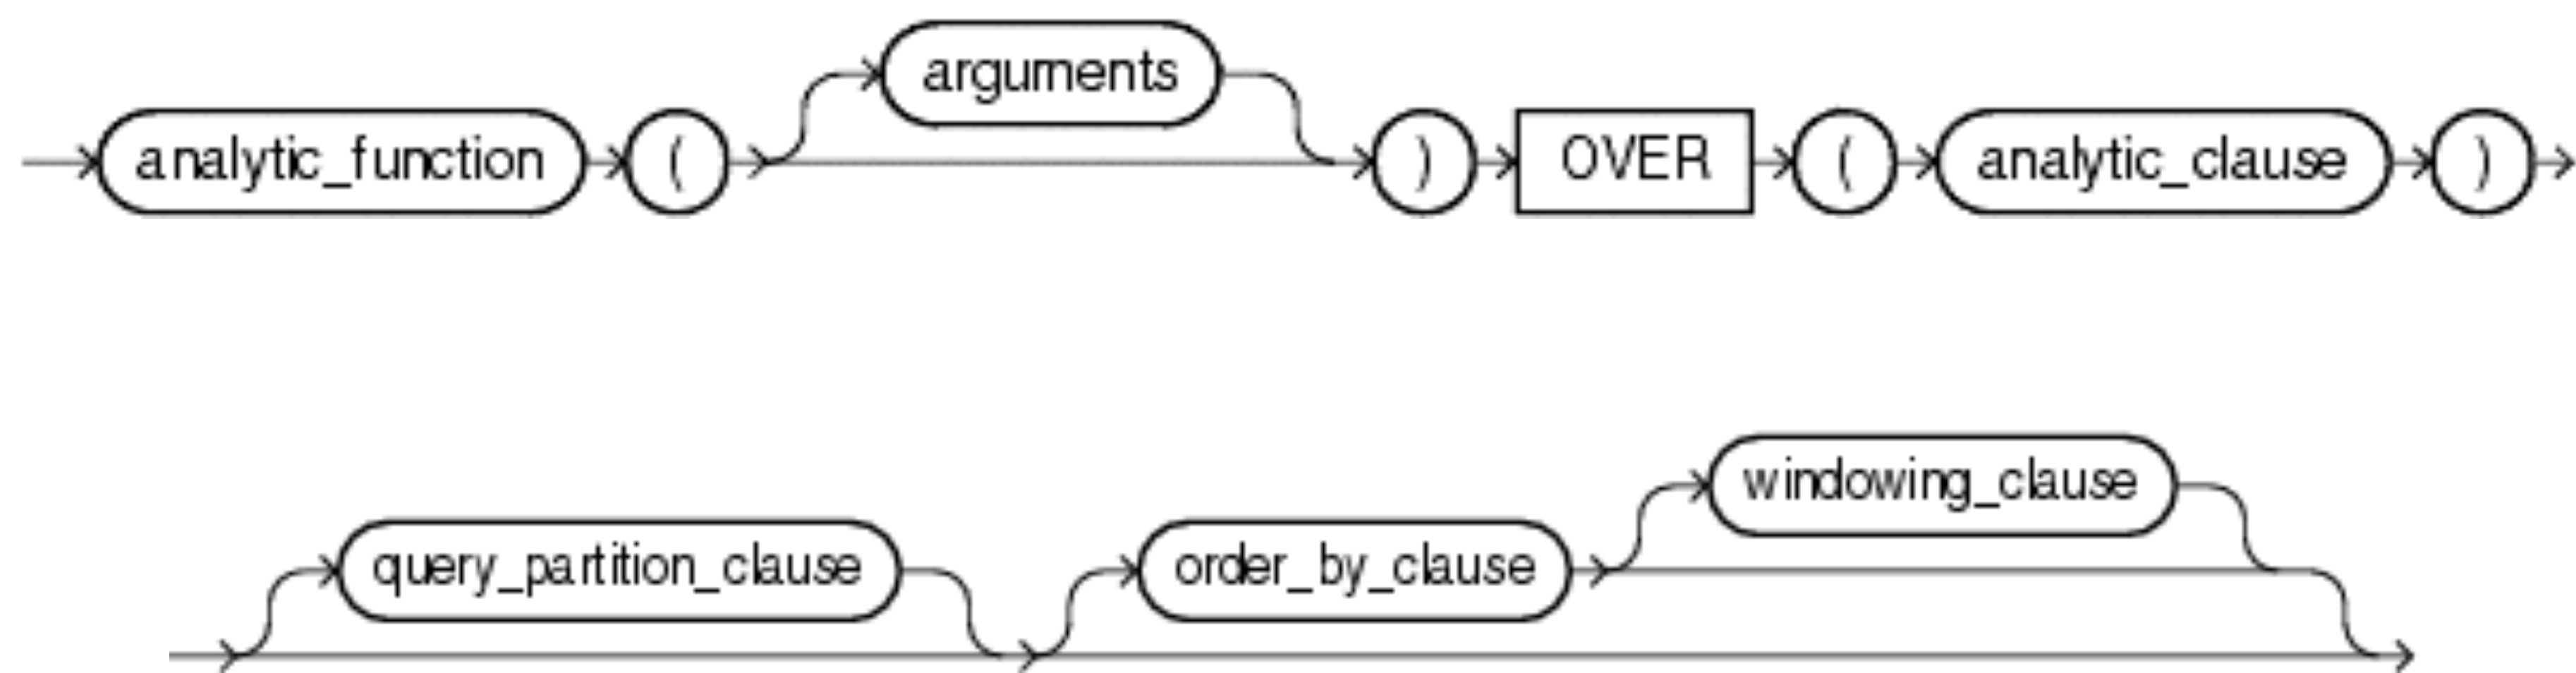 arguments
analytic_function ( ) OVER ( analytic_clause )
windowing_clause
query_partition_clause order_by_clause